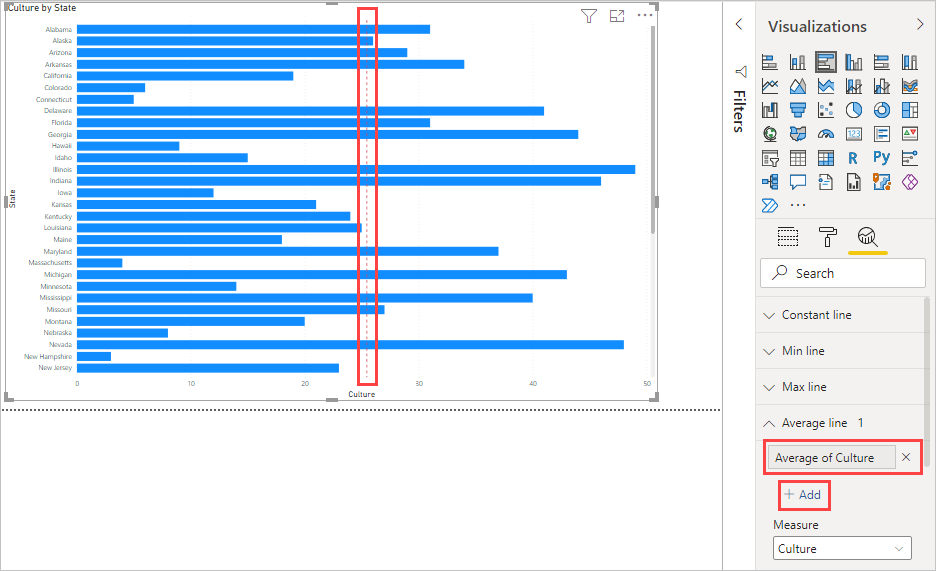 Culture by State
Alabama
Alaska
Arizona
Arkansas
California
Colorado
Connecticut
Delaware
Florida
Georgia
Hawaii
Idaho
Illinois
Indiana
Iowa
Kansas
Kentucky
Louisiana
Maine
Maryland
Massachusetts
Michigan
Minnesota
Mississippi
Missouri
Montana
Nebraska
Nevada
New Hampshire
New Jersey
State
0 10 20 30 40 50
Culture
Filters
Visualizations
123
R Py
Search
Constant line
Min line
Max line
Average line 1
Average of Culture
+ Add
Measure
Culture